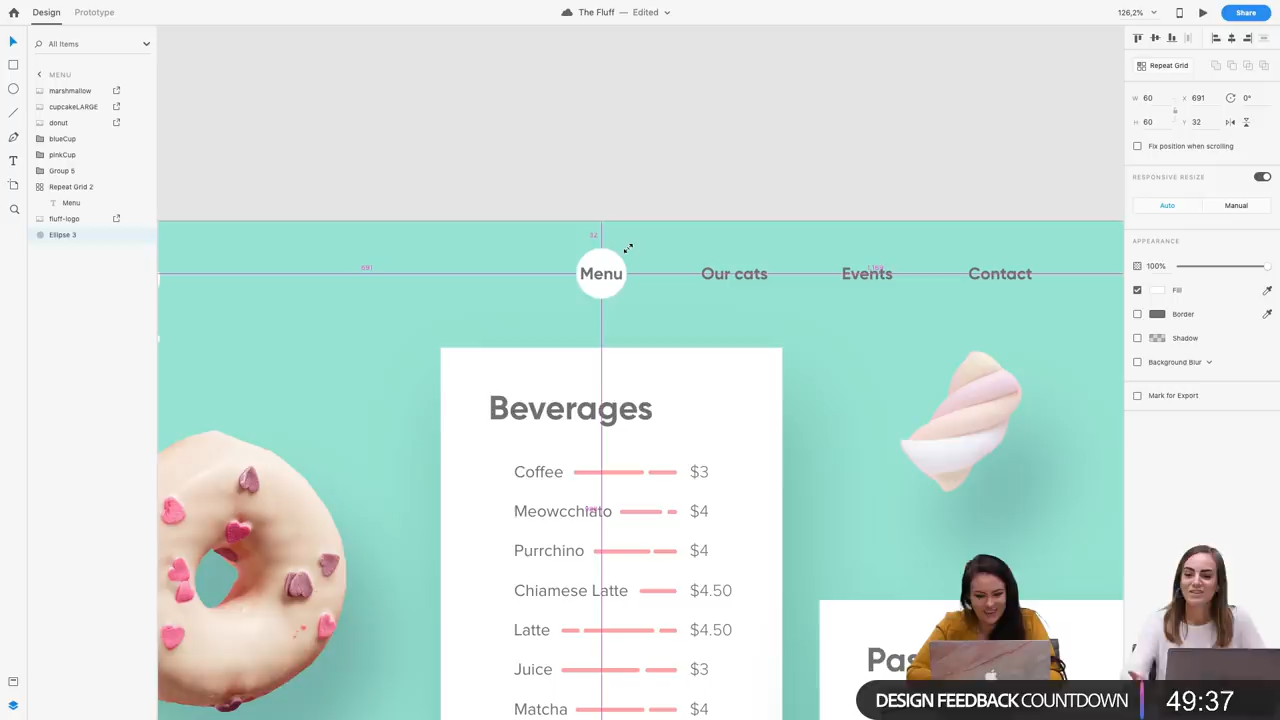 Design Prototype
The Fluff — Edited
126,2%
Share
All Items
MENU
marshmallow
cupcakeLARGE
donut
blueCup
pinkCup
Group 5
Repeat Grid 2
Menu
fluff-logo
Ellipse 3
Repeat Grid
W 60 X 691 0°
H 60 Y 32
Fix position when scrolling
RESPONSIVE RESIZE
Auto Manual
APPEARANCE
100%
Fill
Border
Shadow
Background Blur
Mark for Export
32
691
Menu Our cats Events Contact
Beverages
Coffee $3
Meowcchiato $4
Purrchino $4
Chiamese Latte $4.50
Latte $4.50
Juice $3
Matcha $4
Pas
DESIGN FEEDBACK COUNTDOWN 49:37